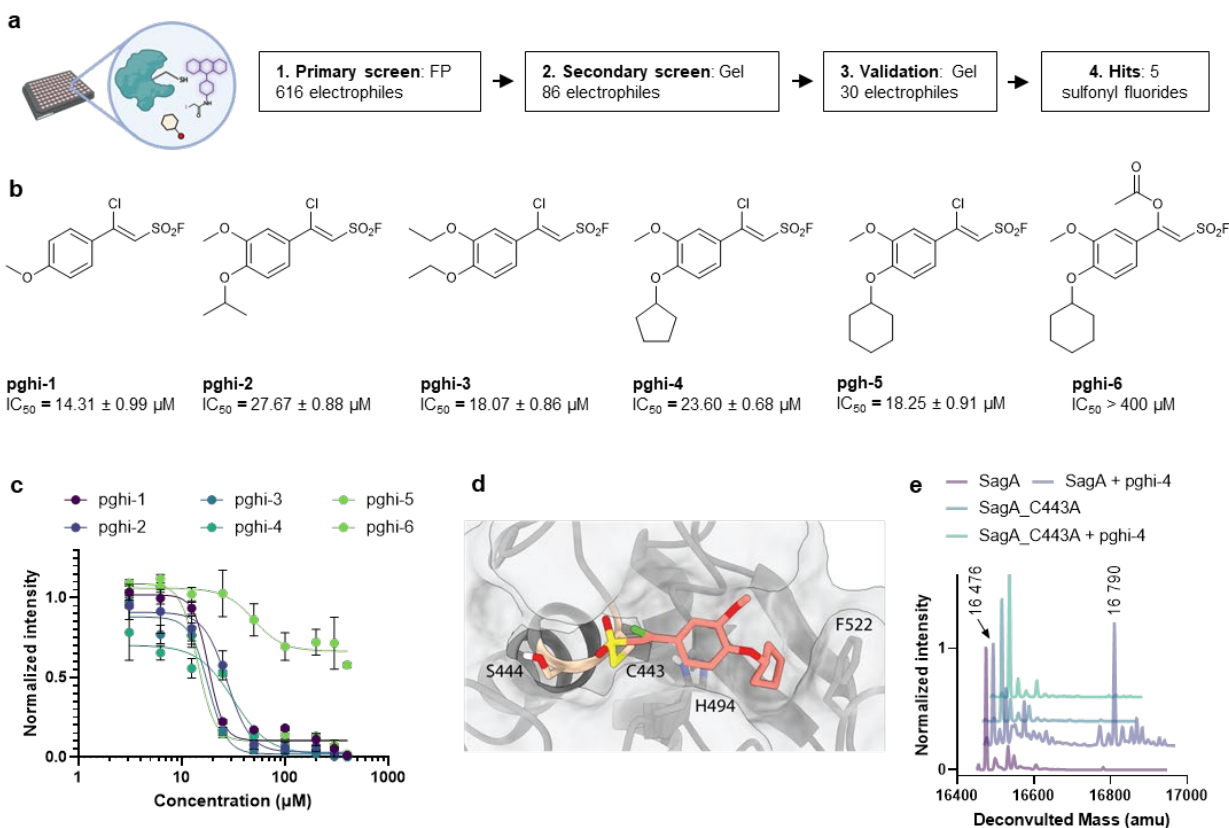 a
SH
NH
I
O
1. Primary screen: FP
616 electrophiles
2. Secondary screen: Gel
86 electrophiles
3. Validation: Gel
30 electrophiles
4. Hits: 5
sulfonyl fluorides
b
Cl
SO2F
O
Cl
SO2F
O
O
Cl
SO2F
O
O
Cl
SO2F
O
O
Cl
SO2F
O
O
O
O
SO2F
O
O
pghi-1
IC50 = 14.31 ± 0.99 µM
pghi-2
IC50 = 27.67 ± 0.88 µM
pghi-3
IC50 = 18.07 ± 0.86 µM
pghi-4
IC50 = 23.60 ± 0.68 µM
pgh-5
IC50 = 18.25 ± 0.91 µM
pghi-6
IC50 > 400 µM
c
pghi-1 pghi-3 pghi-5
pghi-2 pghi-4 pghi-6
Normalized intensity
1.0
0.5
0.0
1 10 100 1000
Concentration (µM)
d
S444
C443
H494
F522
e
SagA SagA + pghi-4
SagA_C443A
SagA_C443A + pghi-4
16 476
16 790
Normalized intensity
1
0
16400 16600 16800 17000
Deconvulted Mass (amu)